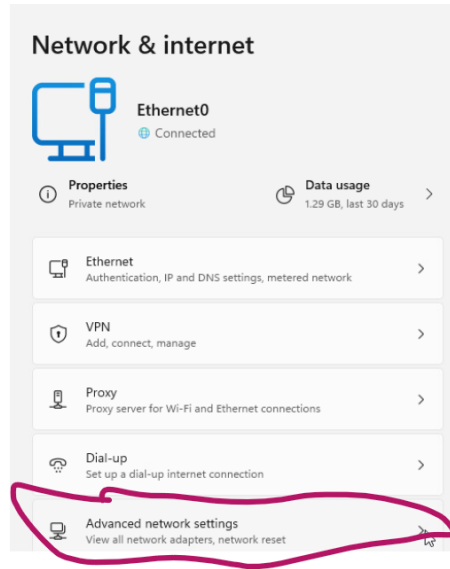 Network & internet
Ethernet0
Connected
Properties
Private network
Data usage
1.29 GB, last 30 days
Ethernet
Authentication, IP and DNS settings, metered network
VPN
Add, connect, manage
Proxy
Proxy server for Wi-Fi and Ethernet connections
Dial-up
Set up a dial-up internet connection
Advanced network settings
View all network adapters, network reset